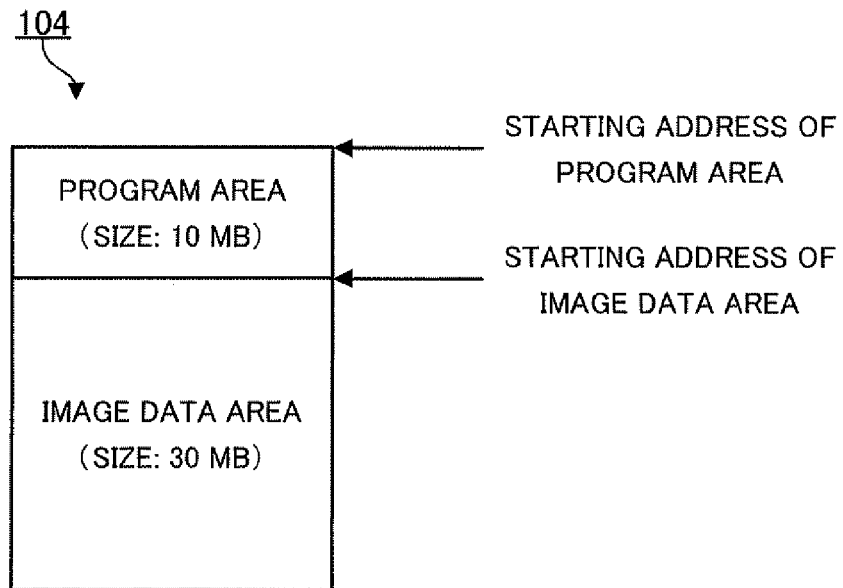 104
STARTING ADDRESS OF
PROGRAM AREA
PROGRAM AREA
(SIZE: 10 MB)
STARTING ADDRESS OF
IMAGE DATA AREA
IMAGE DATA AREA
(SIZE: 30 MB)